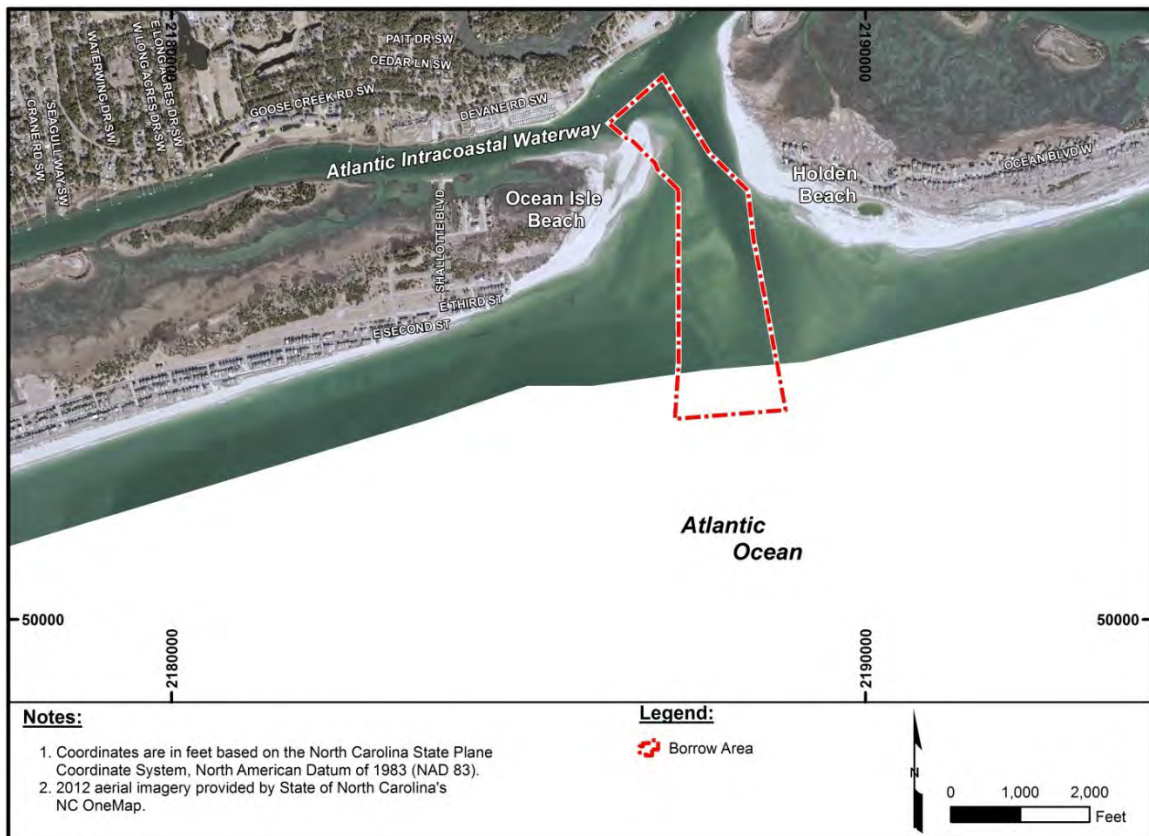 2180000
2190000
PAIT DR SW
CEDAR LN SW
E LONG ACRES DR SW
W LONG ACRES DR SW
WATERWING DR SW
SEAGULL WAY SW
CRANE RD SW
GOOSE CREEK RD SW
DEVANE RD SW
Atlantic Intracoastal Waterway
OCEAN BLVD W
Holden
Beach
Ocean Isle
Beach
SHALLOTTE BLVD
E THIRD ST
E SECOND ST
Atlantic
Ocean
50000
50000
2180000
2190000
Notes:
1. Coordinates are in feet based on the North Carolina State Plane
Coordinate System, North American Datum of 1983 (NAD 83).
2. 2012 aerial imagery provided by State of North Carolina's
NC OneMap.
Legend:
Borrow Area
N
0 1,000 2,000
Feet